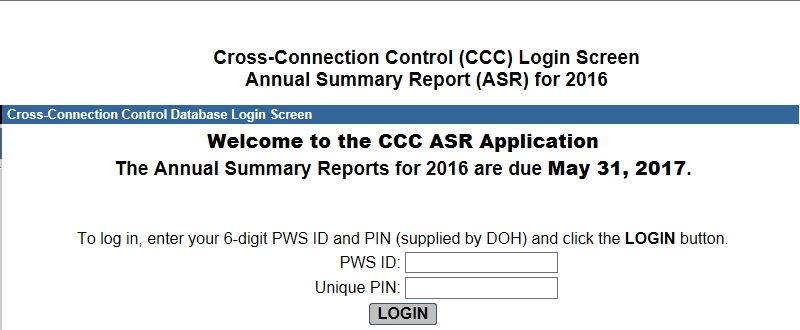 Cross-Connection Control (CCC) Login Screen
Annual Summary Report (ASR) for 2016
Cross-Connection Control Database Login Screen
Welcome to the CCC ASR Application
The Annual Summary Reports for 2016 are due May 31, 2017.
To log in, enter your 6-digit PWS ID and PIN (supplied by DOH) and click the LOGIN button.
PWS ID:
Unique PIN:
LOGIN